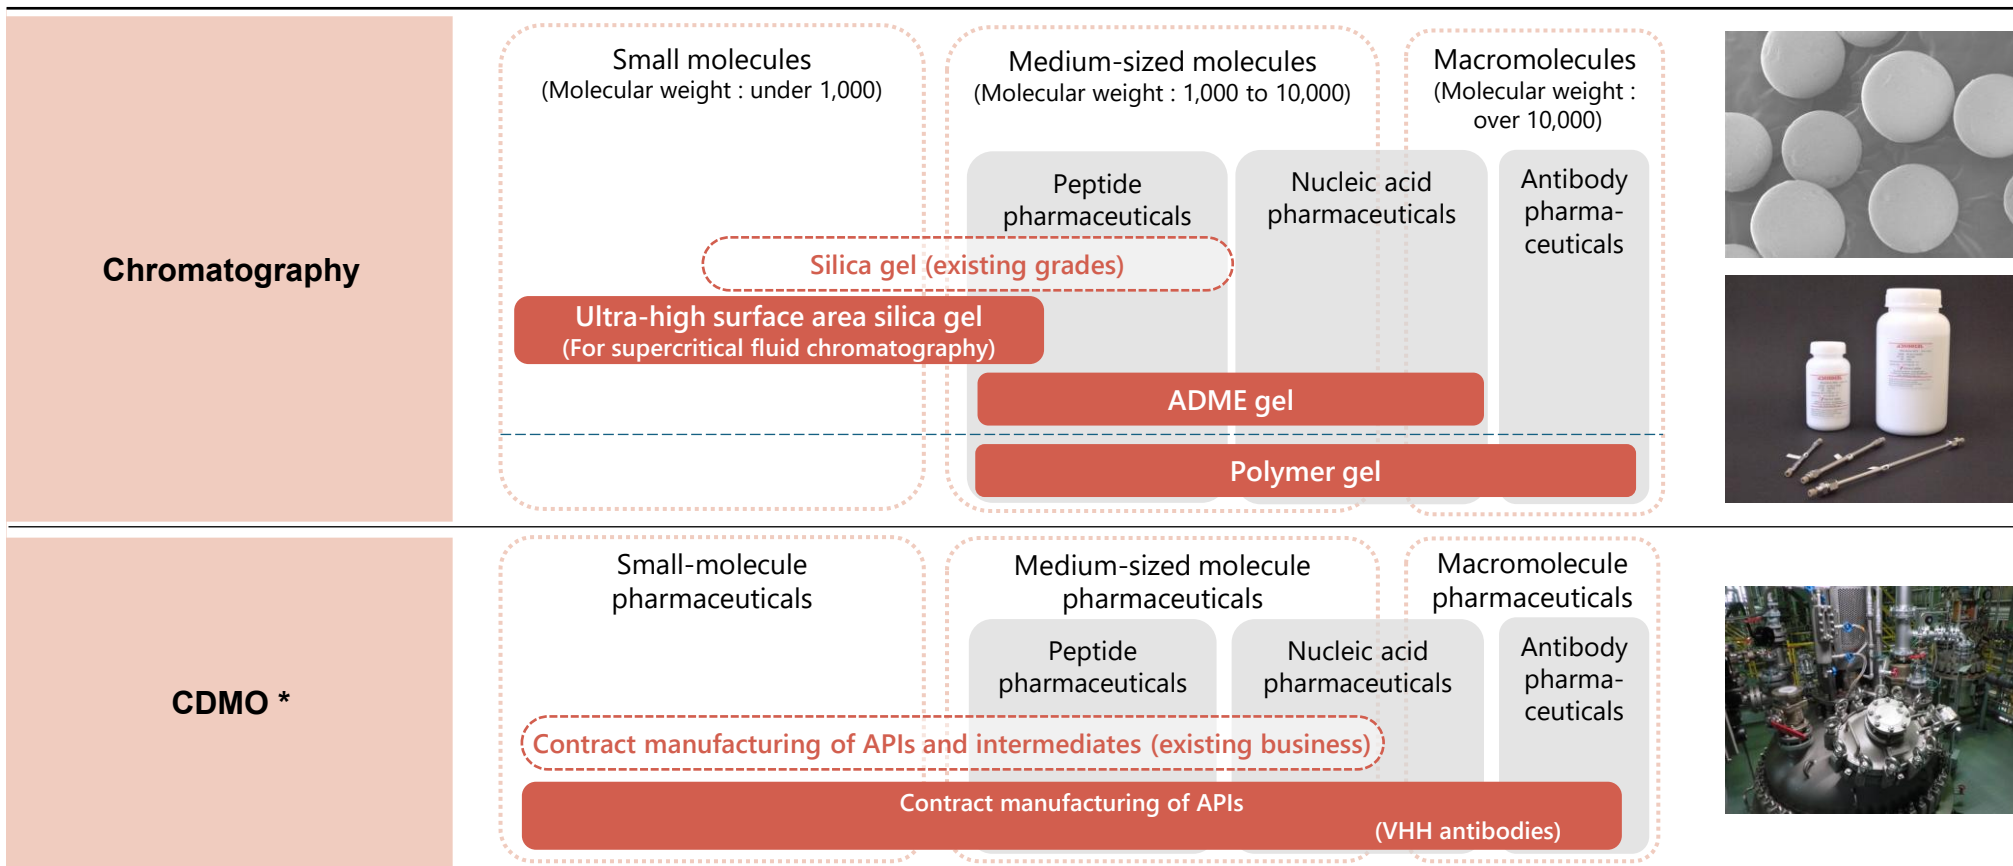 Chromatography
Small molecules
(Molecular weight : under 1,000)
Medium-sized molecules
(Molecular weight : 1,000 to 10,000)
Macromolecules
(Molecular weight :
over 10,000)
Peptide
pharmaceuticals
Nucleic acid
pharmaceuticals
Antibody
pharma-
ceuticals
Silica gel (existing grades)
Ultra-high surface area silica gel
(For supercritical fluid chromatography)
ADME gel
Polymer gel
CDMO *
Small-molecule
pharmaceuticals
Medium-sized molecule
pharmaceuticals
Macromolecule
pharmaceuticals
Peptide
pharmaceuticals
Nucleic acid
pharmaceuticals
Antibody
pharma-
ceuticals
Contract manufacturing of APIs and intermediates (existing business)
Contract manufacturing of APIs
(VHH antibodies)